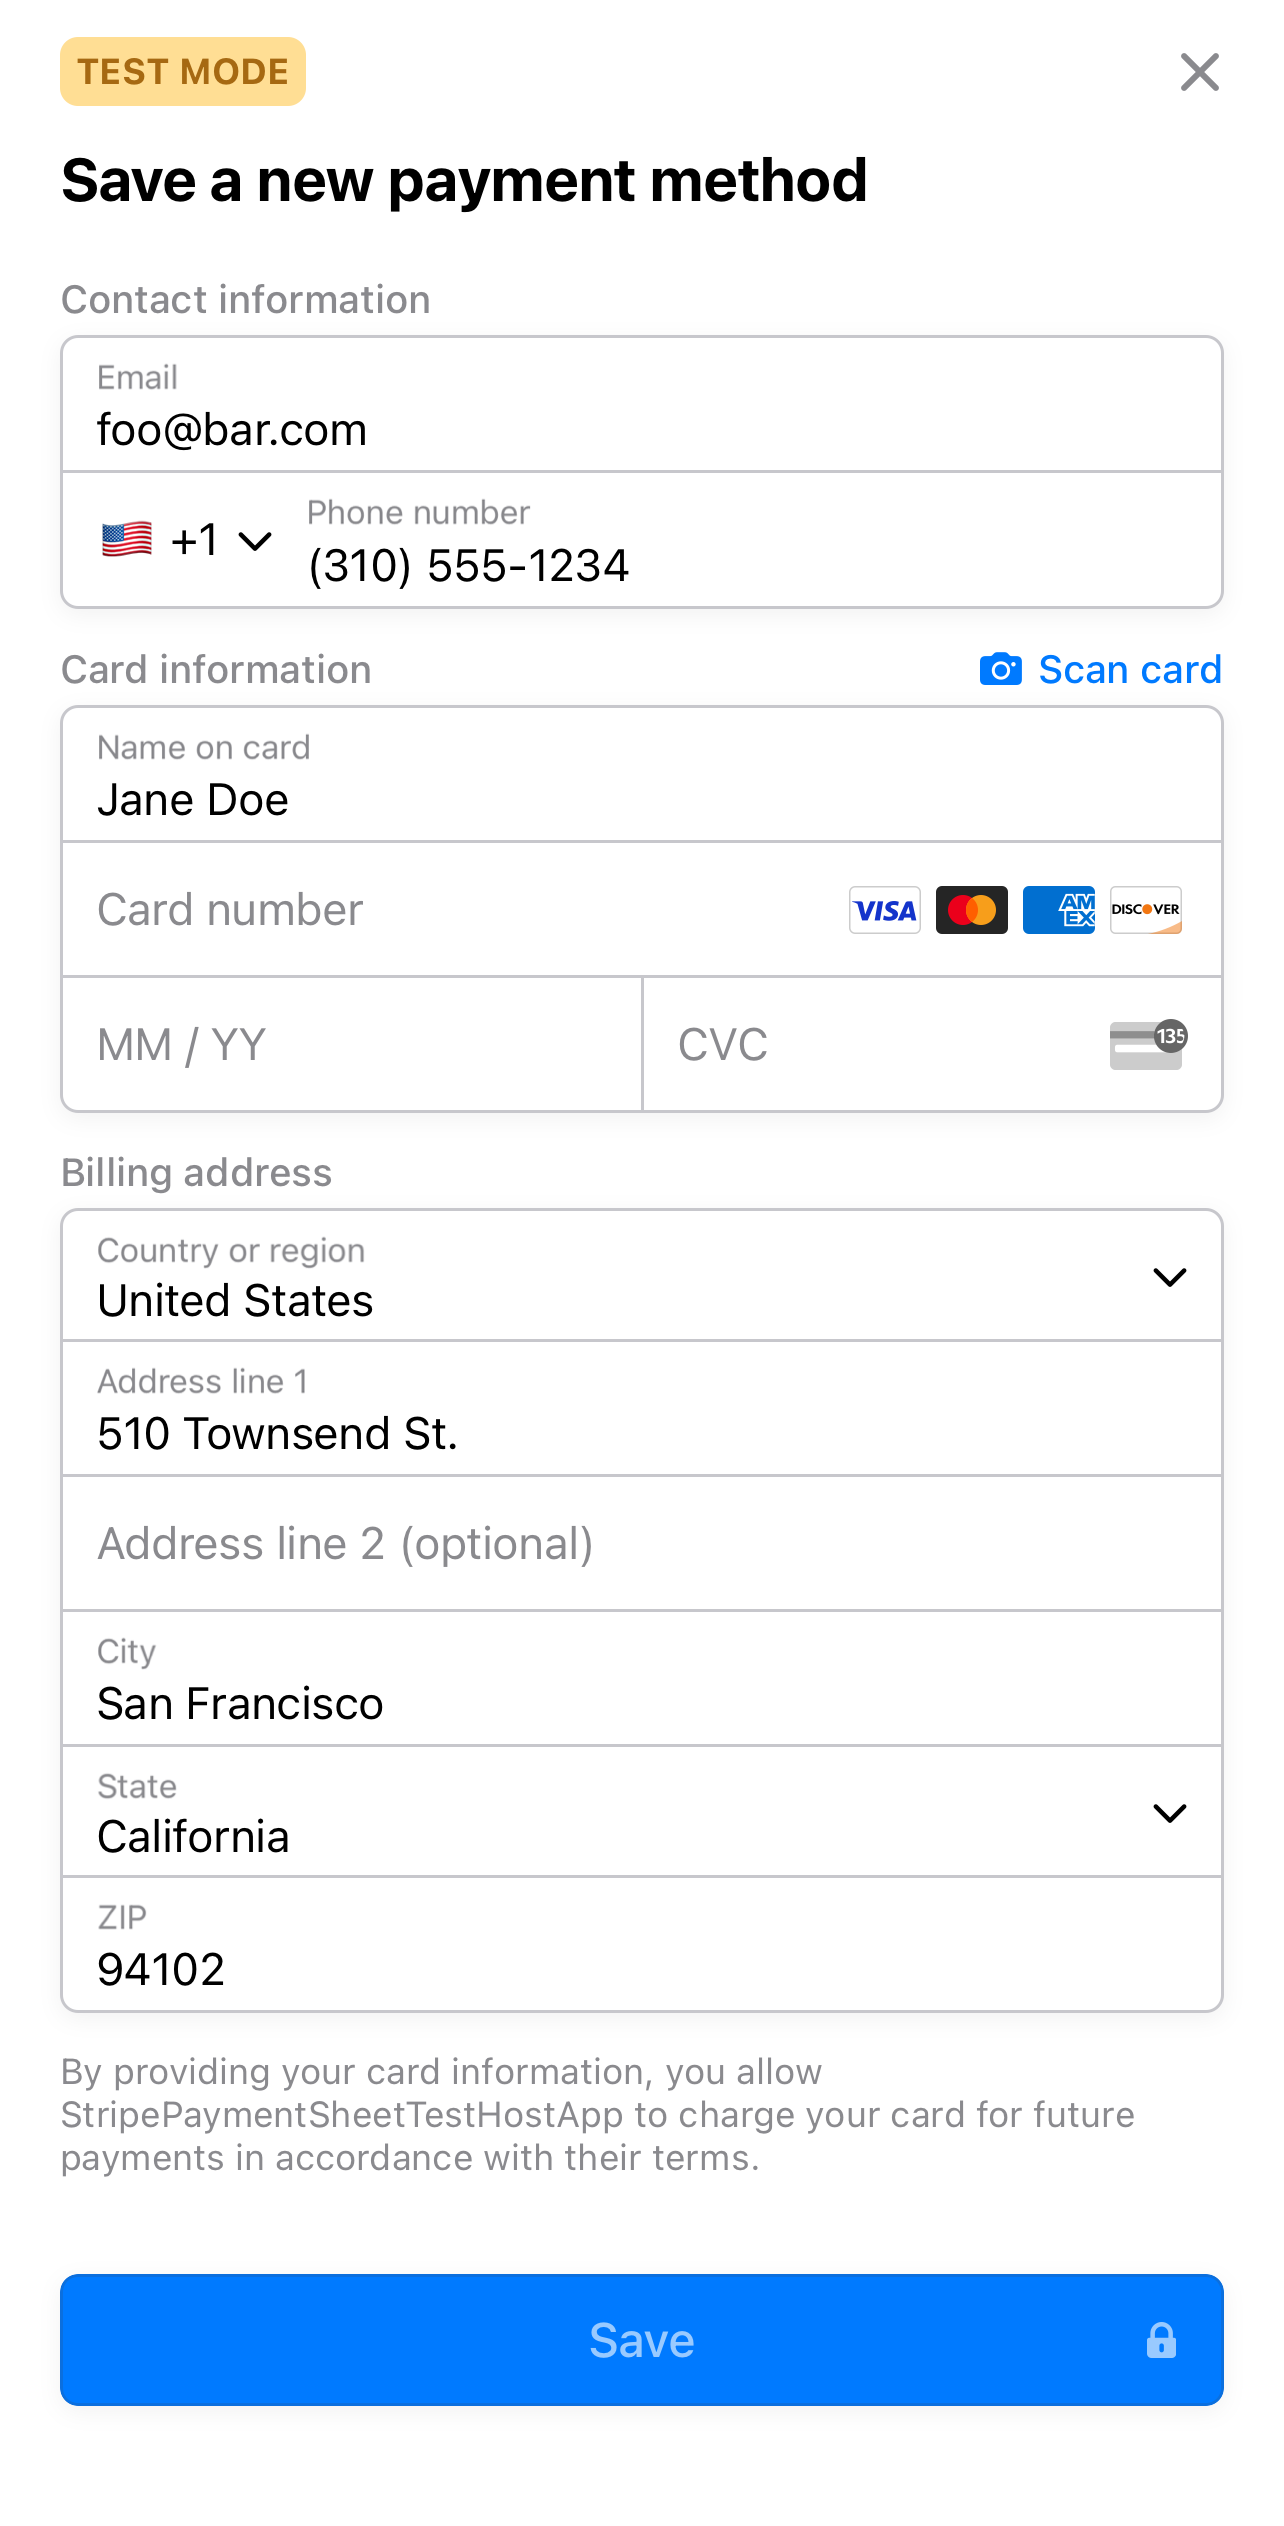 TEST MODE
Save a new payment method
Contact information
Email
foo@bar.com
+1
Phone number
(310) 555-1234
Card information
Scan card
Name on card
Jane Doe
Card number
VISA
AM
EX
DISCOVER
MM / YY
CVC
135
Billing address
Country or region
United States
Address line 1
510 Townsend St.
Address line 2 (optional)
City
San Francisco
State
California
ZIP
94102
By providing your card information, you allow
StripePaymentSheetTestHostApp to charge your card for future
payments in accordance with their terms.
Save